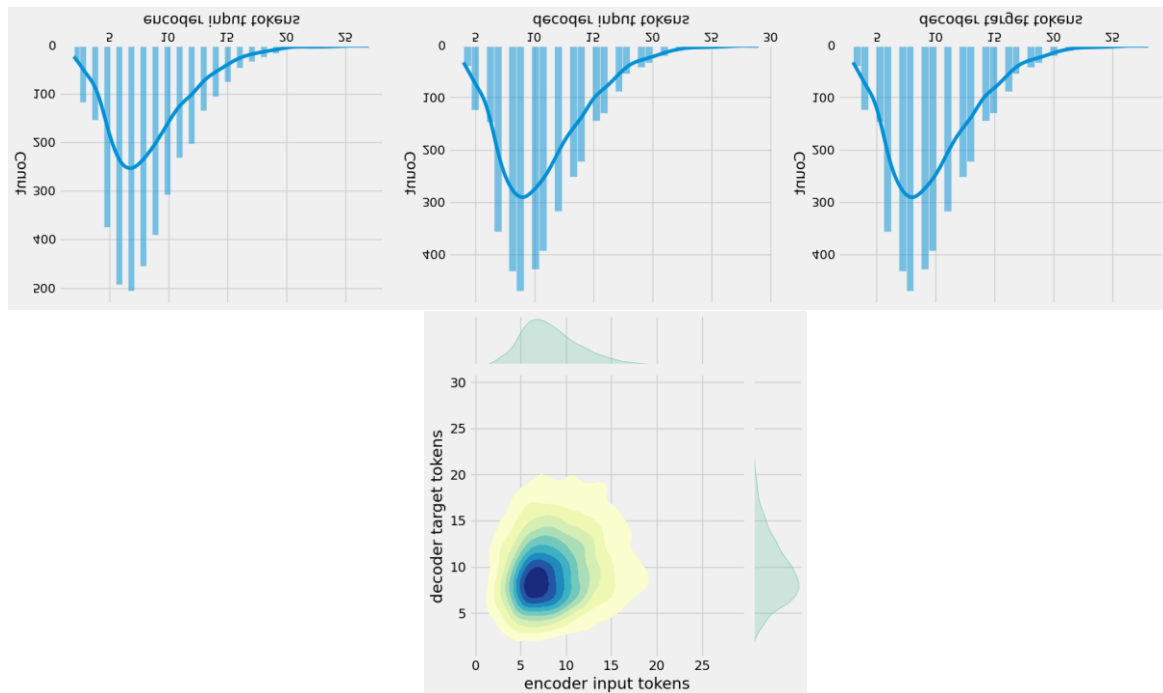 encoder input tokens
decoder input tokens
decoder target tokens
5 10 15 20 25
5 10 15 20 25 30
5 10 15 20 25
0
100
200
300
400
500
Count
0
100
200
300
400
Count
0
100
200
300
400
Count
30
25
20
15
10
5
decoder target tokens
0 5 10 15 20 25
encoder input tokens